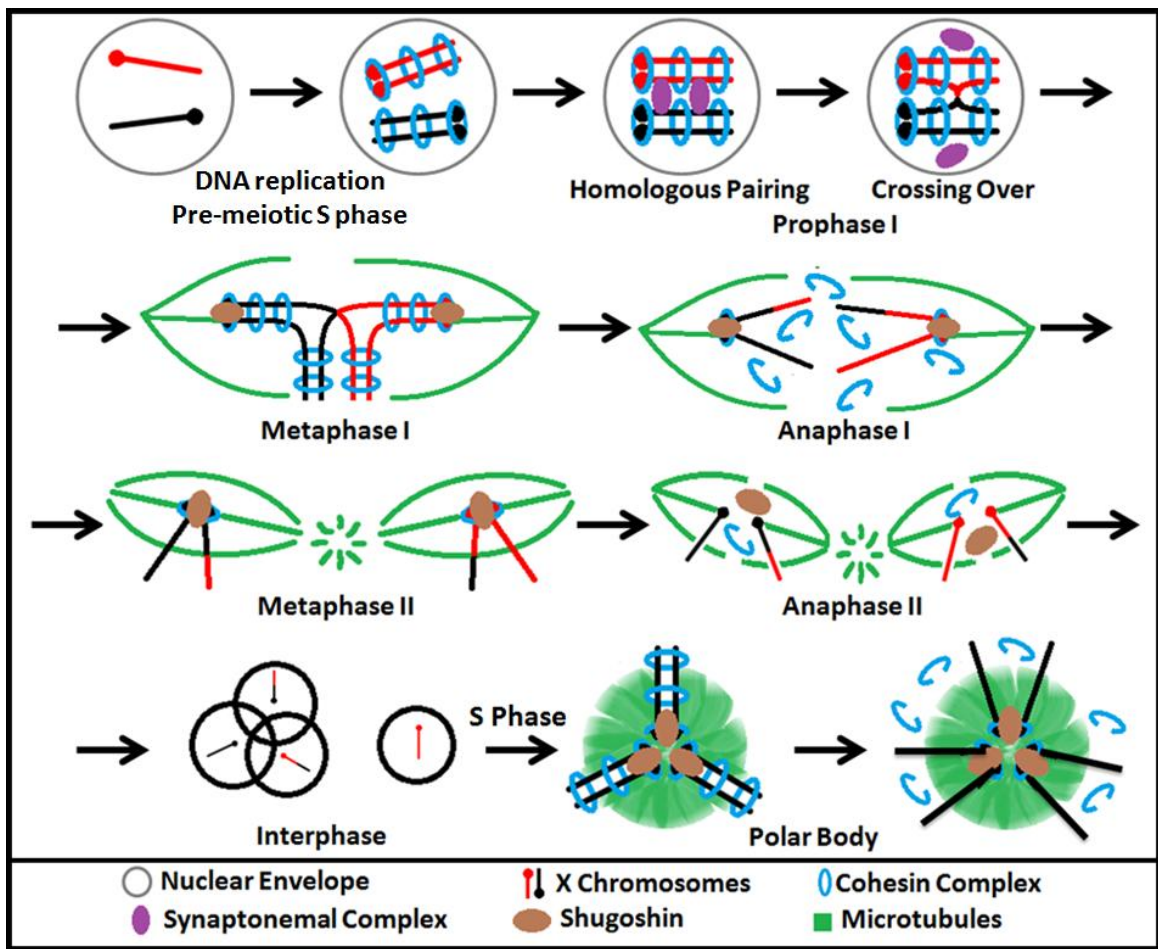 DNA replication
Pre-meiotic S phase
Homologous Pairing
Crossing Over
Prophase I
Metaphase I
Anaphase I
Metaphase II
Anaphase II
S Phase
Interphase
Polar Body
Nuclear Envelope
X Chromosomes
Cohesin Complex
Synaptonemal Complex
Shugoshin
Microtubules